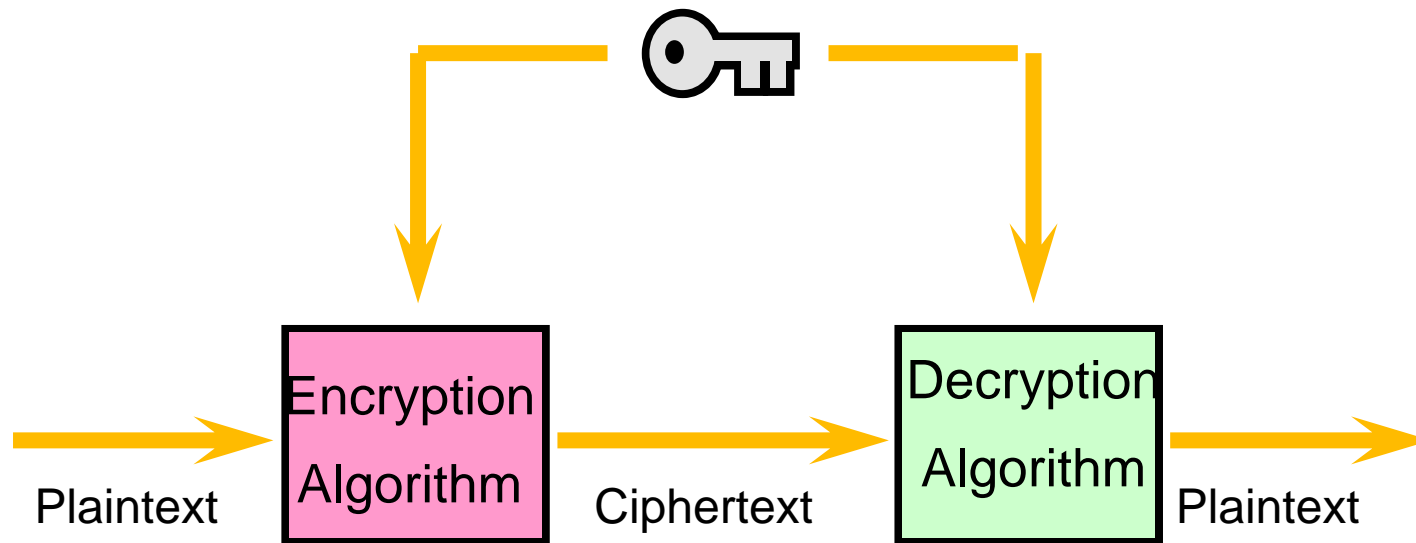 Encryption
Algorithm
Decryption
Algorithm
Plaintext
Ciphertext
Plaintext